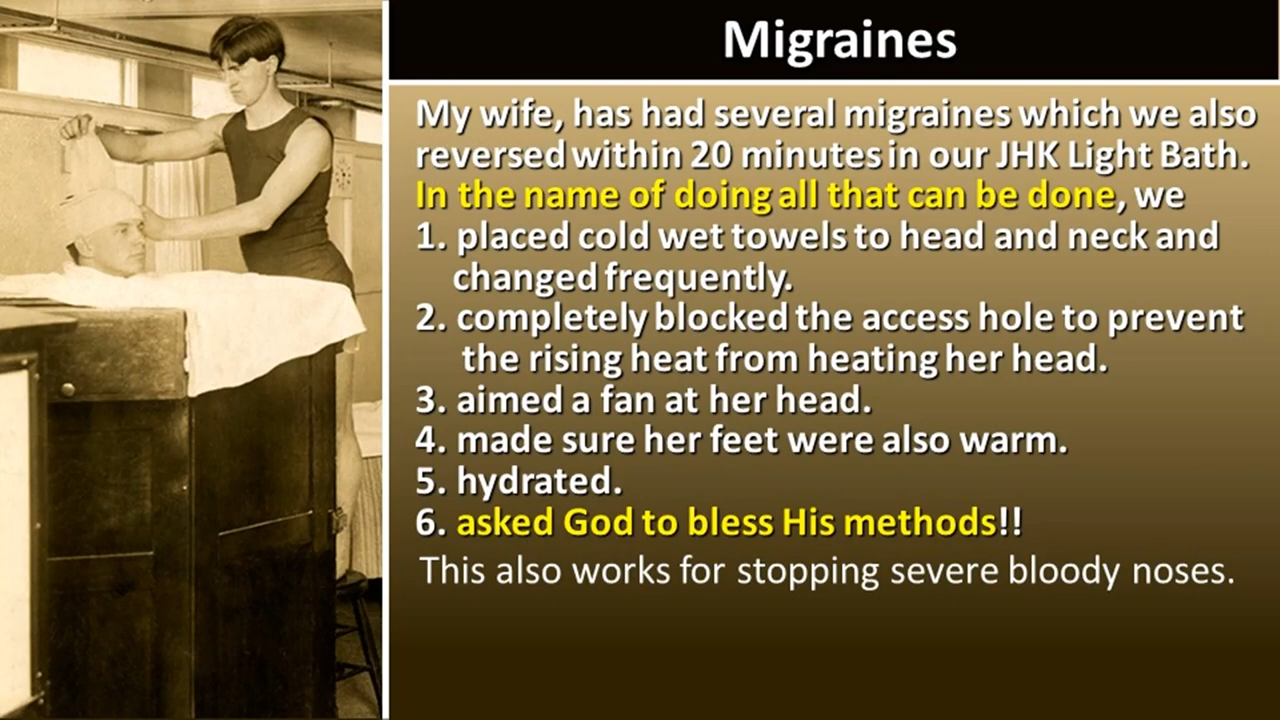 Migraines
My wife, has had several migraines which we also
reversed within 20 minutes in our JHK Light Bath.
In the name of doing all that can be done, we
1. placed cold wet towels to head and neck and
changed frequently.
2. completely blocked the access hole to prevent
the rising heat from heating her head.
3. aimed a fan at her head.
4. made sure her feet were also warm.
5. hydrated.
6. asked God to bless His methods!!
This also works for stopping severe bloody noses.